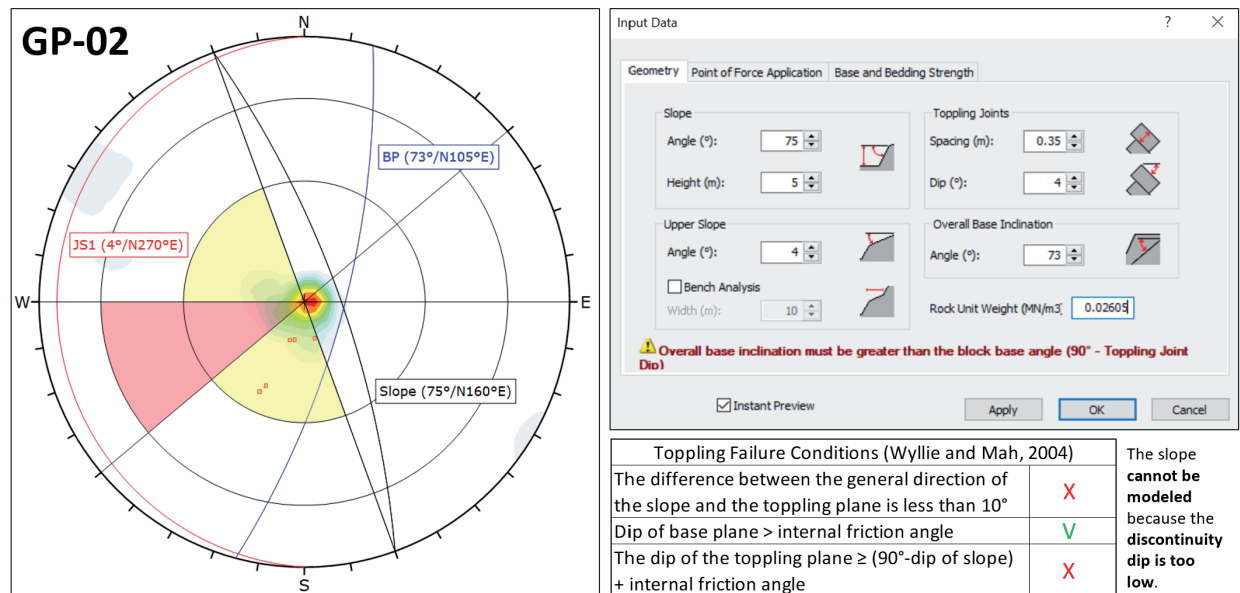 GP-02
N
BP (73°/N105°E)
JS1 (4°/N270°E)
W
E
Slope (75°/N160°E)
S
Input Data
?
Geometry
Point of Force Application
Base and Bedding Strength
Slope
Angle (°):
75
Height (m):
5
Toppling Joints
Spacing (m):
0.35
Dip (°):
4
Upper Slope
Angle (°):
4
Bench Analysis
Width (m):
10
Overall Base Inclination
Angle (°):
73
Rock Unit Weight (MN/m3)
0.02605
Overall base inclination must be greater than the block base angle (90° - Toppling Joint
Dip)
Instant Preview
Apply
OK
Cancel
Toppling Failure Conditions (Wyllie and Mah, 2004)
The difference between the general direction of
the slope and the toppling plane is less than 10°
X
Dip of base plane > internal friction angle
V
The dip of the toppling plane ≥ (90°-dip of slope)
+ internal friction angle
X
The slope
cannot be
modeled
because the
discontinuity
dip is too
low.